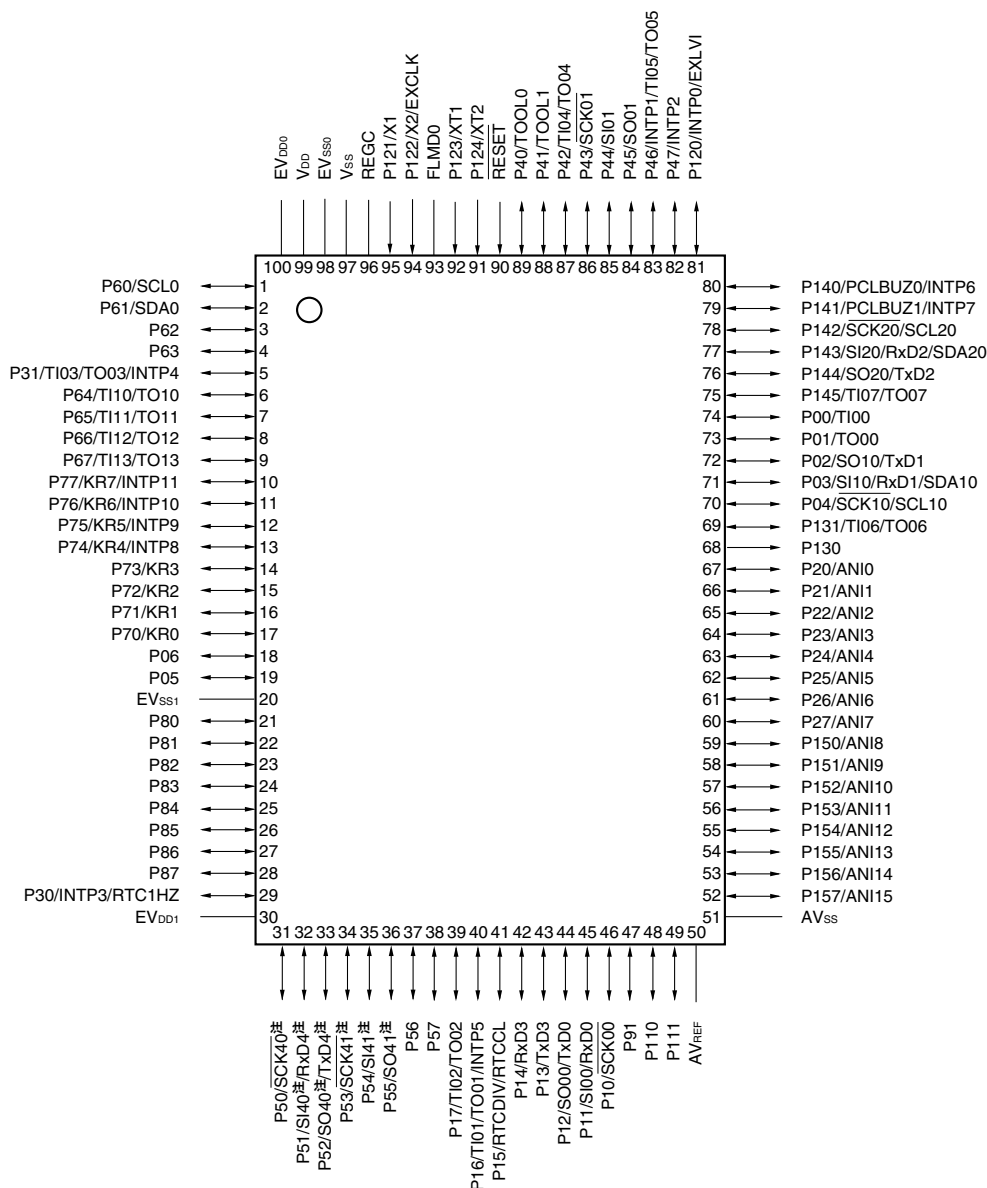 EVDD0
VDD
EVSS0
VSS
REGC
P121/X1
P122/X2/EXCLK
FLMD0
P123/XT1
P124/XT2
RESET
P40/TOOL0
P41/TOOL1
P42/TI04/TO04
P43/SCK01
P44/SI01
P45/SO01
P46/INTP1/TI05/TO05
P47/INTP2
P120/INTP0/EXLVI
100 99 98 97 96 95 94 93 92 91 90 89 88 87 86 85 84 83 82 81
P60/SCL0 1
P61/SDA0 2
P62 3
P63 4
P31/TI03/TO03/INTP4 5
P64/TI10/TO10 6
P65/TI11/TO11 7
P66/TI12/TO12 8
P67/TI13/TO13 9
P77/KR7/INTP11 10
P76/KR6/INTP10 11
P75/KR5/INTP9 12
P74/KR4/INTP8 13
P73/KR3 14
P72/KR2 15
P71/KR1 16
P70/KR0 17
P06 18
P05 19
EVSS1 20
P80 21
P81 22
P82 23
P83 24
P84 25
P85 26
P86 27
P87 28
P30/INTP3/RTC1HZ 29
EVDD1 30
80 P140/PCLBUZ0/INTP6
79 P141/PCLBUZ1/INTP7
78 P142/SCK20/SCL20
77 P143/SI20/RxD2/SDA20
76 P144/SO20/TxD2
75 P145/TI07/TO07
74 P00/TI00
73 P01/TO00
72 P02/SO10/TxD1
71 P03/SI10/RxD1/SDA10
70 P04/SCK10/SCL10
69 P131/TI06/TO06
68 P130
67 P20/ANI0
66 P21/ANI1
65 P22/ANI2
64 P23/ANI3
63 P24/ANI4
62 P25/ANI5
61 P26/ANI6
60 P27/ANI7
59 P150/ANI8
58 P151/ANI9
57 P152/ANI10
56 P153/ANI11
55 P154/ANI12
54 P155/ANI13
53 P156/ANI14
52 P157/ANI15
51 AVSS
31 32 33 34 35 36 37 38 39 40 41 42 43 44 45 46 47 48 49 50
P50/SCK40注
P51/SI40注/RxD4注
P52/SO40注/TxD4注
P53/SCK41注
P54/SI41注
P55/SO41注
P56
P57
P17/TI02/TO02
P16/TI01/TO01/INTP5
P15/RTCDIV/RTCCL
P14/RxD3
P13/TxD3
P12/SO00/TxD0
P11/SI00/RxD0
P10/SCK00
P91
P110
P111
AVREF